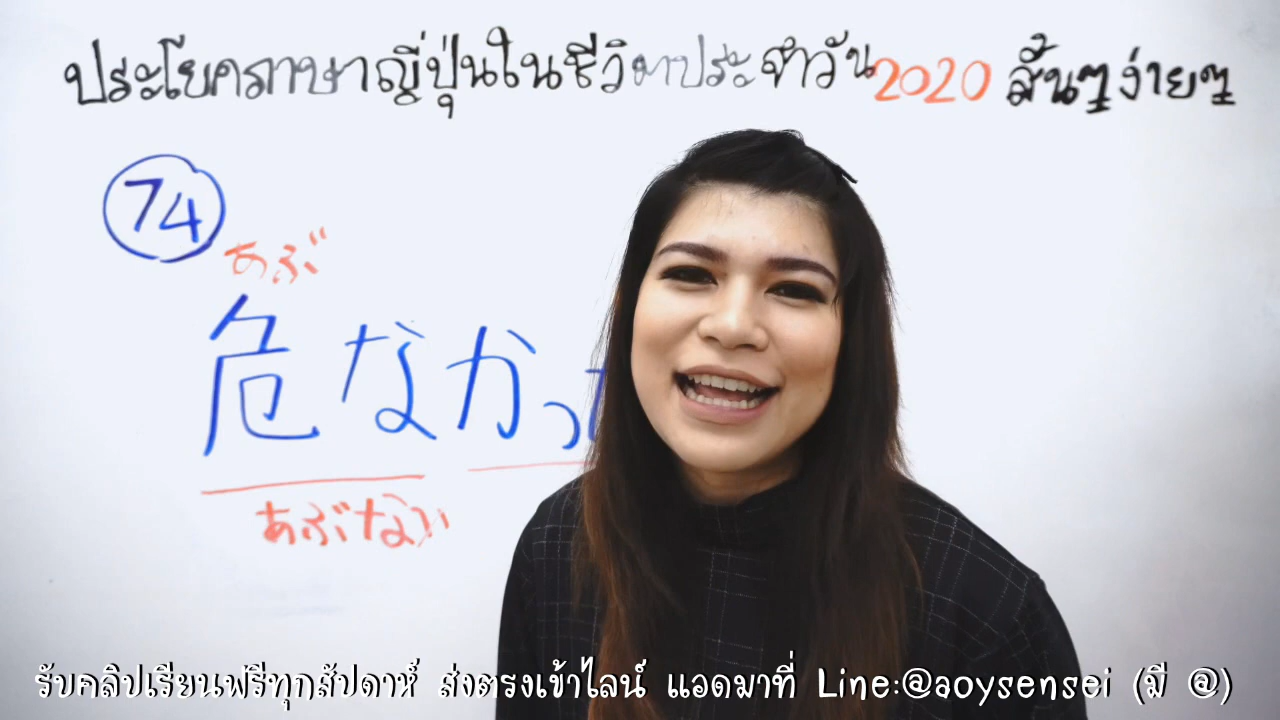 ประโยคภาษาญี่ปุ่นในชีวิตประจำวัน 2020 สั้นๆ ง่ายๆ
74
あぶ
危なかっ
あぶない
รับคลิปเรียนฟรีทุกสัปดาห์ ส่งตรงเข้าไลน์ แอดมาที่ Line:@aoysensei (มี @)